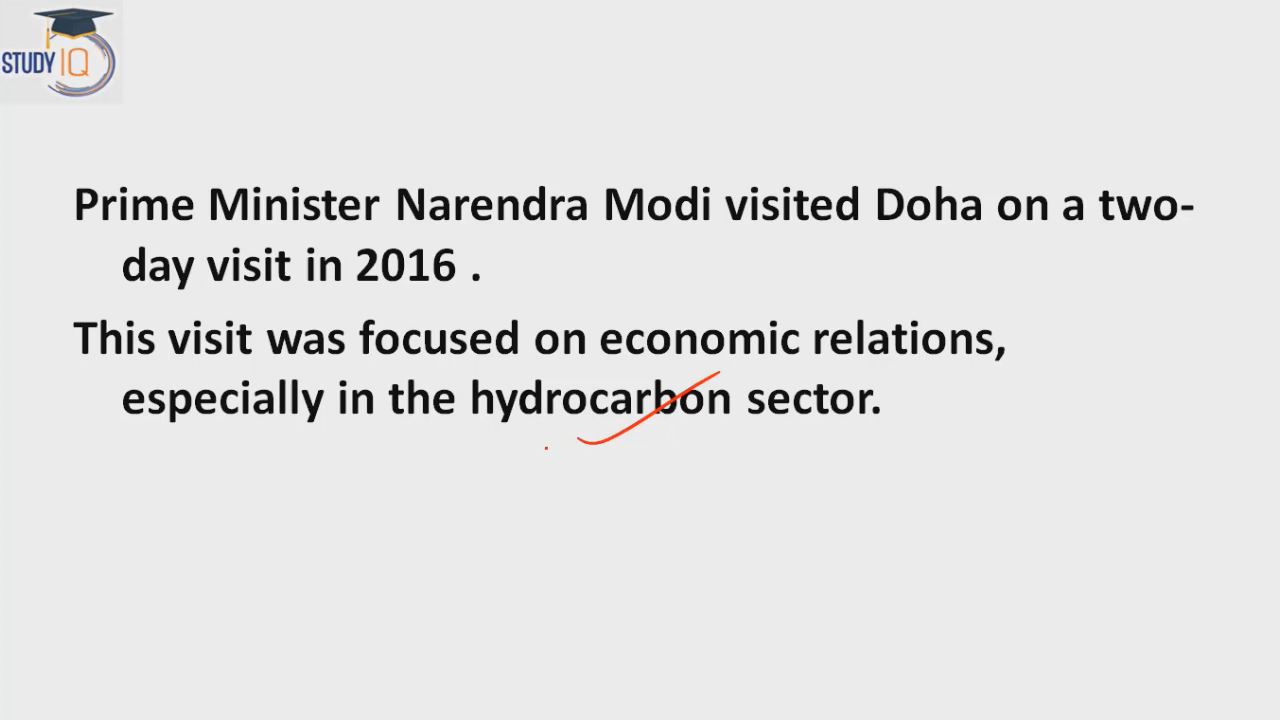 STUDY IQ
Prime Minister Narendra Modi visited Doha on a two-
day visit in 2016 .
This visit was focused on economic relations,
especially in the hydrocarbon sector.